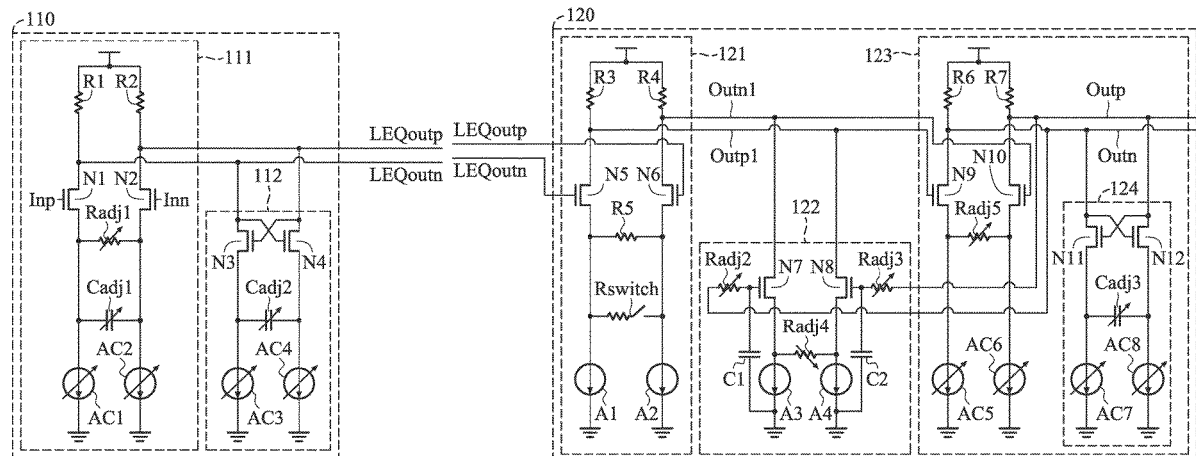 110
111
R1
R2
LEQoutp
LEQoutn
Inp
N1
N2
Inn
Radj1
112
N3
N4
Cadj1
Cadj2
AC2
AC4
AC1
AC3
120
121
R3
R4
Outn1
Outp1
LEQoutp
LEQoutn
N5
N6
R5
Rswitch
A1
A2
122
Radj2
N7
N8
Radj3
Radj4
C1
C2
A3
A4
123
R6
R7
Outp
Outn
N9
N10
Radj5
124
N11
N12
Cadj3
AC6
AC8
AC5
AC7